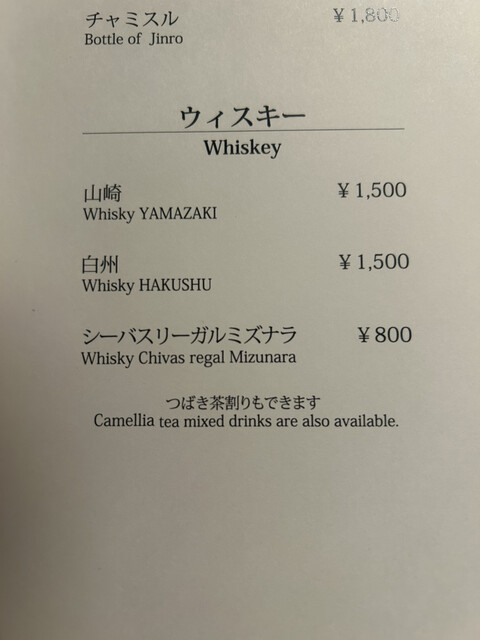 チャミスル ￥1,800
Bottle of Jinro
ウィスキー
Whiskey
山崎 ￥1,500
Whisky YAMAZAKI
白州 ￥1,500
Whisky HAKUSHU
シーバスリーガルミズナラ ￥800
Whisky Chivas regal Mizunara
つばき茶割りもできます
Camellia tea mixed drinks are also available.